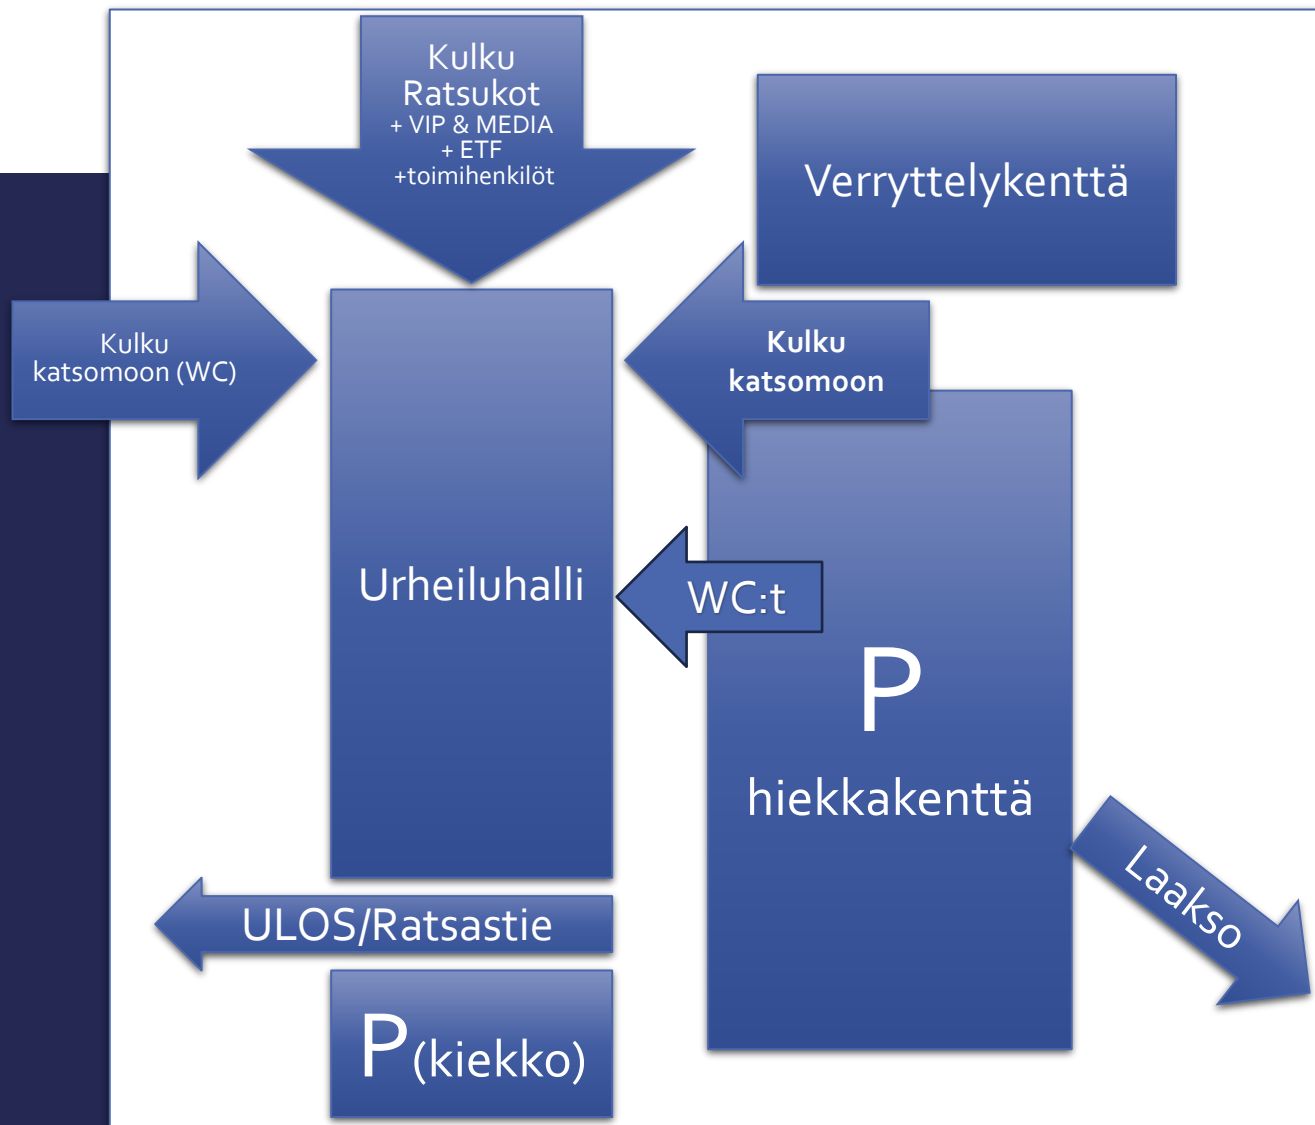 Kulku
Ratsukot
+ VIP & MEDIA
+ ETF
+toimihenkilöt
Verryttelykenttä
Kulku
katsomoon (WC)
Kulku
katsomoon
Urheiluhalli
WC:t
P
hiekkakenttä
Laakso
ULOS/Ratsastie
P(kiekko)